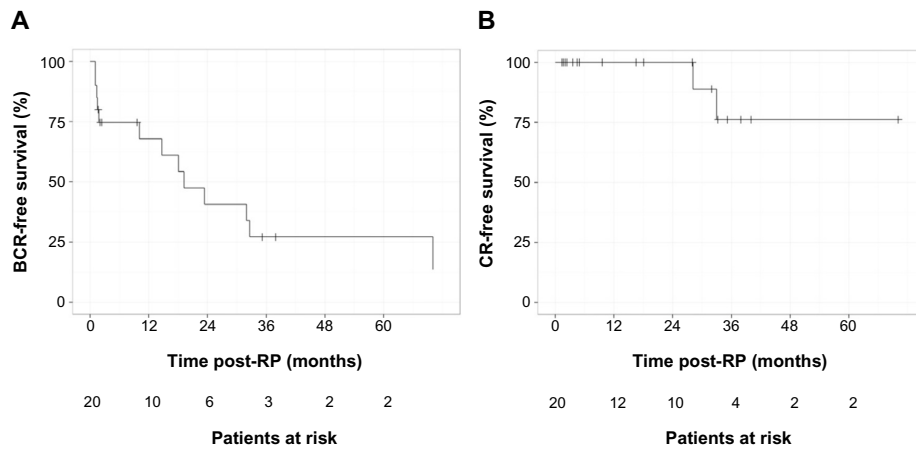 A
BCR-free survival (%)
100
75
50
25
0
0 12 24 36 48 60
Time post-RP (months)
20 10 6 3 2 2
Patients at risk
B
CR-free survival (%)
100
75
50
25
0
0 12 24 36 48 60
Time post-RP (months)
20 12 10 4 2 2
Patients at risk